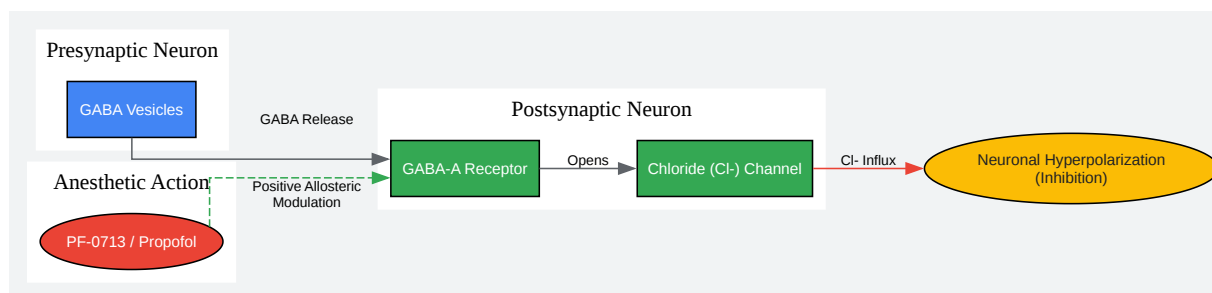 Presynaptic Neuron
GABA Vesicles
GABA Release
Postsynaptic Neuron
GABA-A Receptor
Opens
Chloride (Cl-) Channel
Cl- Influx
Neuronal Hyperpolarization
(Inhibition)
Anesthetic Action
Positive Allosteric
Modulation
PF-0713 / Propofol